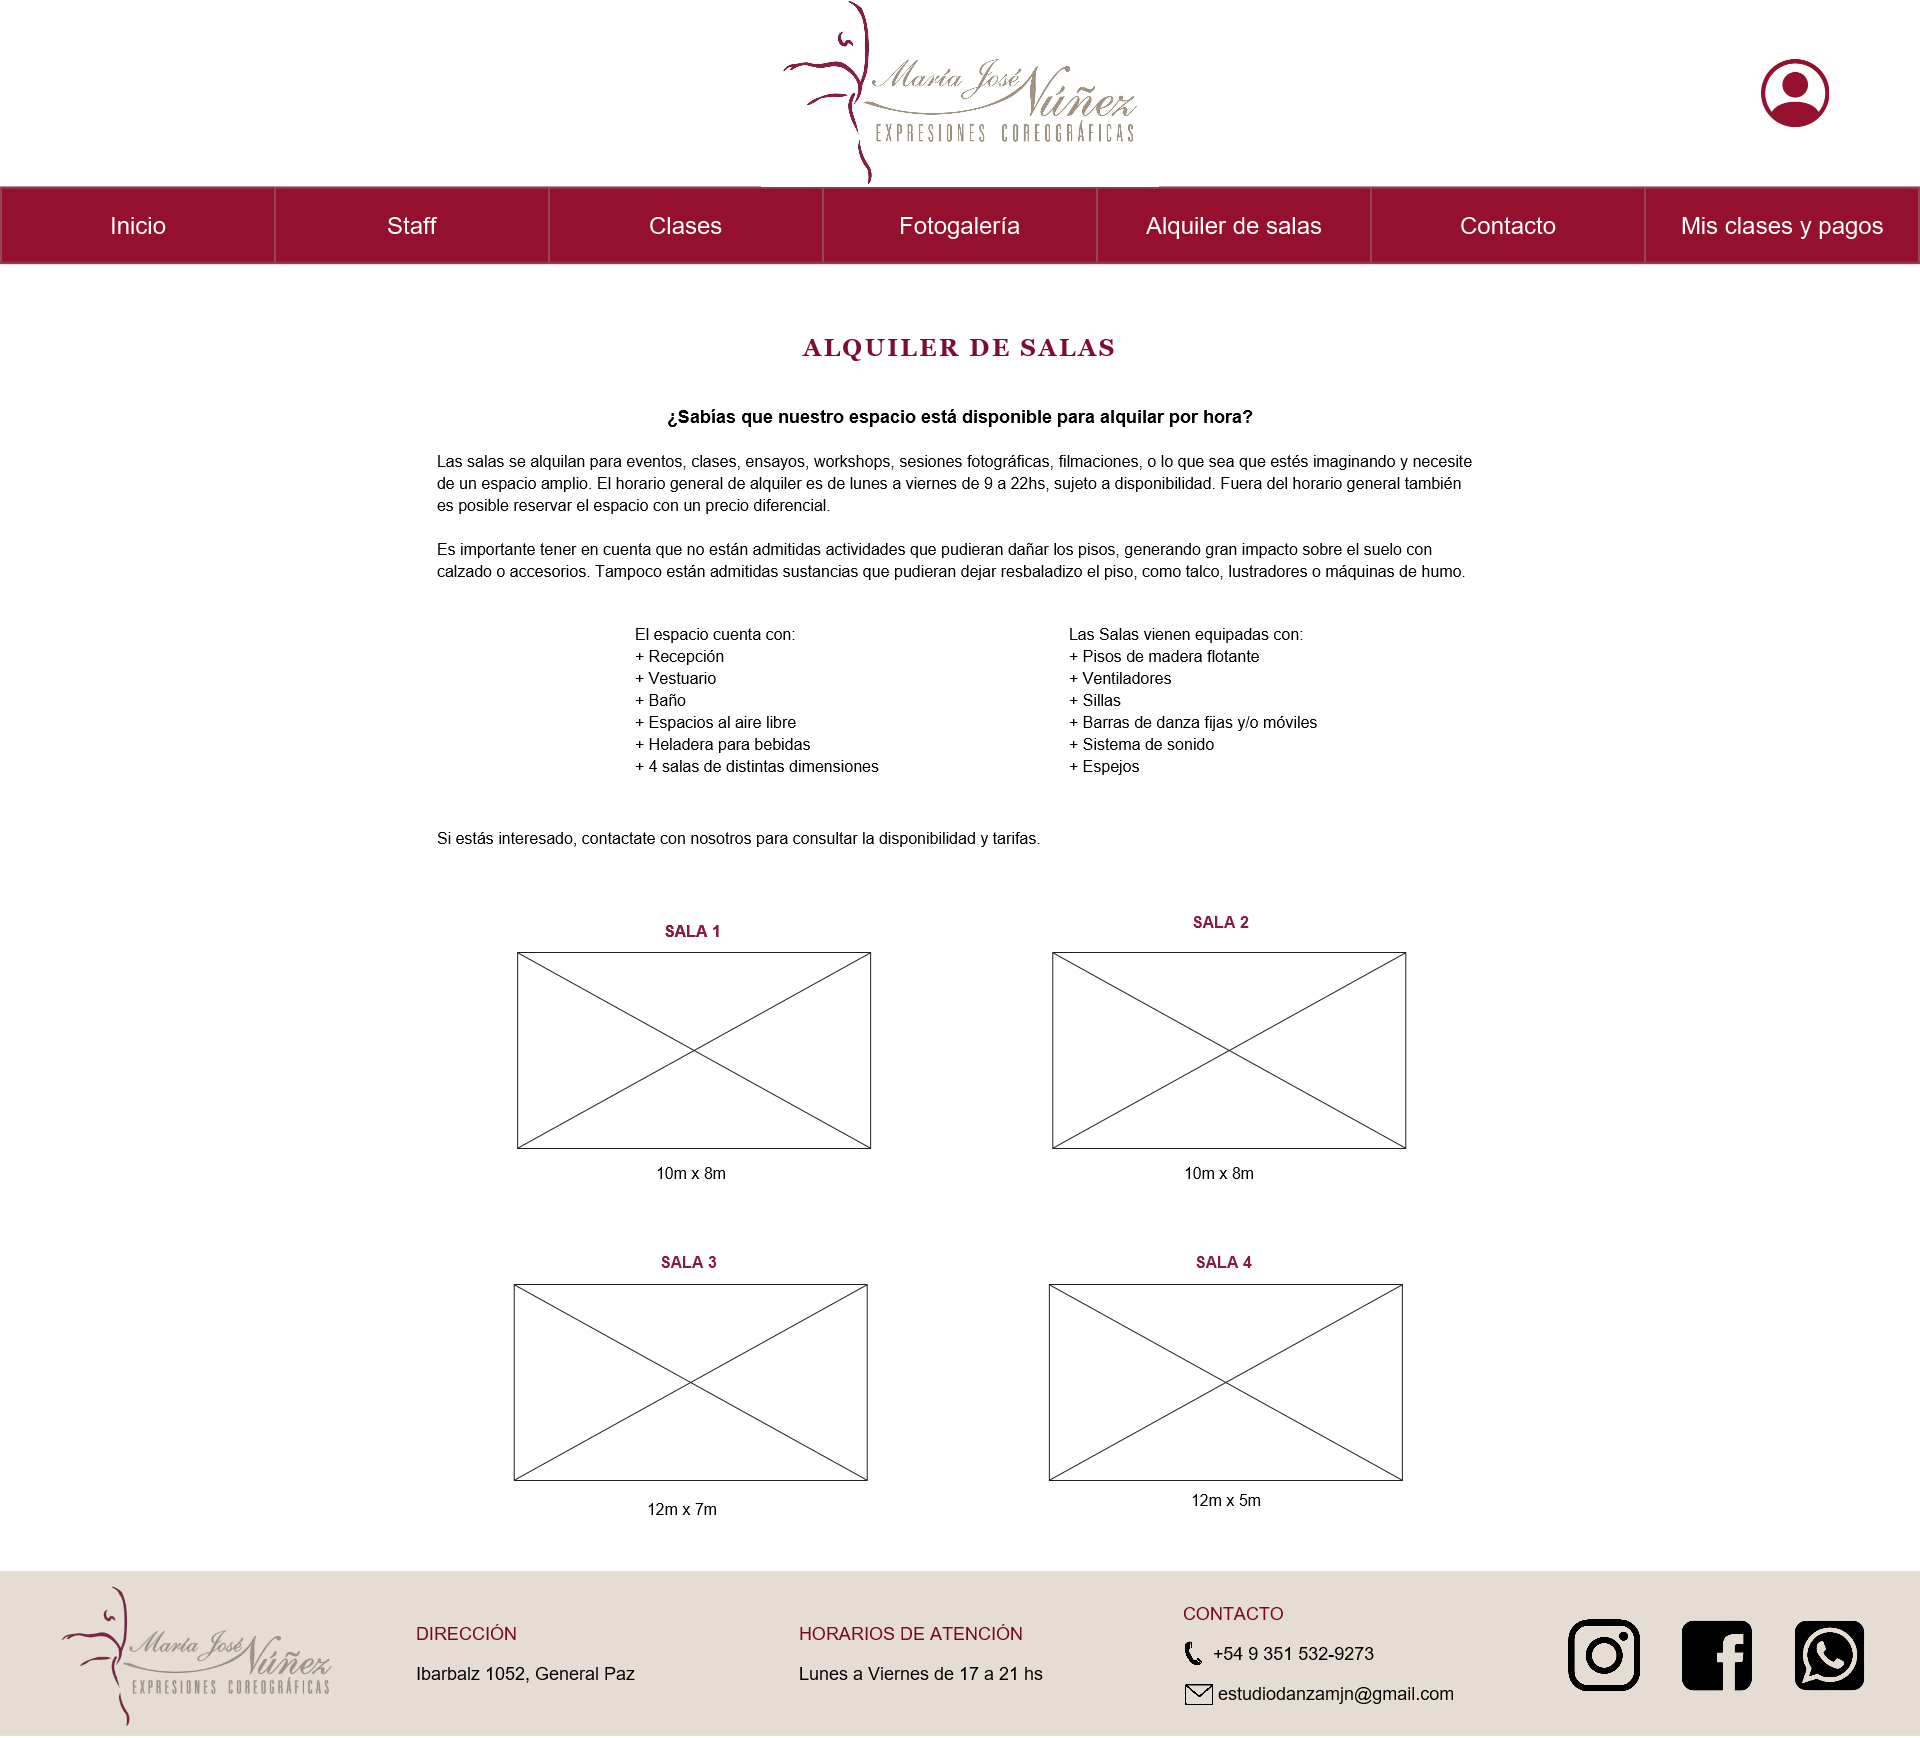 María José Núñez
EXPRESIONES COREOGRÁFICAS
Inicio
Staff
Clases
Fotogalería
Alquiler de salas
Contacto
Mis clases y pagos
ALQUILER DE SALAS
¿Sabías que nuestro espacio está disponible para alquilar por hora?
Las salas se alquilan para eventos, clases, ensayos, workshops, sesiones fotográficas, filmaciones, o lo que sea que estés imaginando y necesite
de un espacio amplio. El horario general de alquiler es de lunes a viernes de 9 a 22hs, sujeto a disponibilidad. Fuera del horario general también
es posible reservar el espacio con un precio diferencial.
Es importante tener en cuenta que no están admitidas actividades que pudieran dañar los pisos, generando gran impacto sobre el suelo con
calzado o accesorios. Tampoco están admitidas sustancias que pudieran dejar resbaladizo el piso, como talco, lustradores o máquinas de humo.
El espacio cuenta con:
+ Recepción
+ Vestuario
+ Baño
+ Espacios al aire libre
+ Heladera para bebidas
+ 4 salas de distintas dimensiones
Las Salas vienen equipadas con:
+ Pisos de madera flotante
+ Ventiladores
+ Sillas
+ Barras de danza fijas y/o móviles
+ Sistema de sonido
+ Espejos
Si estás interesado, contactate con nosotros para consultar la disponibilidad y tarifas.
SALA 1
10m x 8m
SALA 2
10m x 8m
SALA 3
12m x 7m
SALA 4
12m x 5m
María José Núñez
EXPRESIONES COREOGRÁFICAS
DIRECCIÓN
Ibarbalz 1052, General Paz
HORARIOS DE ATENCIÓN
Lunes a Viernes de 17 a 21 hs
CONTACTO
+54 9 351 532-9273
estudiodanzamjn@gmail.com